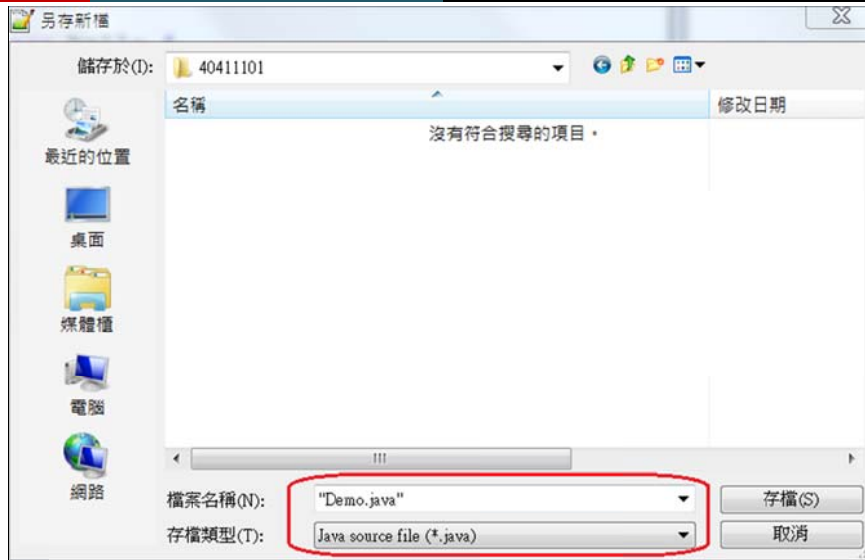 另存新檔
儲存於(I): 40411101
名稱 修改日期
沒有符合搜尋的項目。
最近的位置
桌面
媒體櫃
電腦
網路
檔案名稱(N): "Demo.java" 存檔(S)
存檔類型(T): Java source file (*.java) 取消